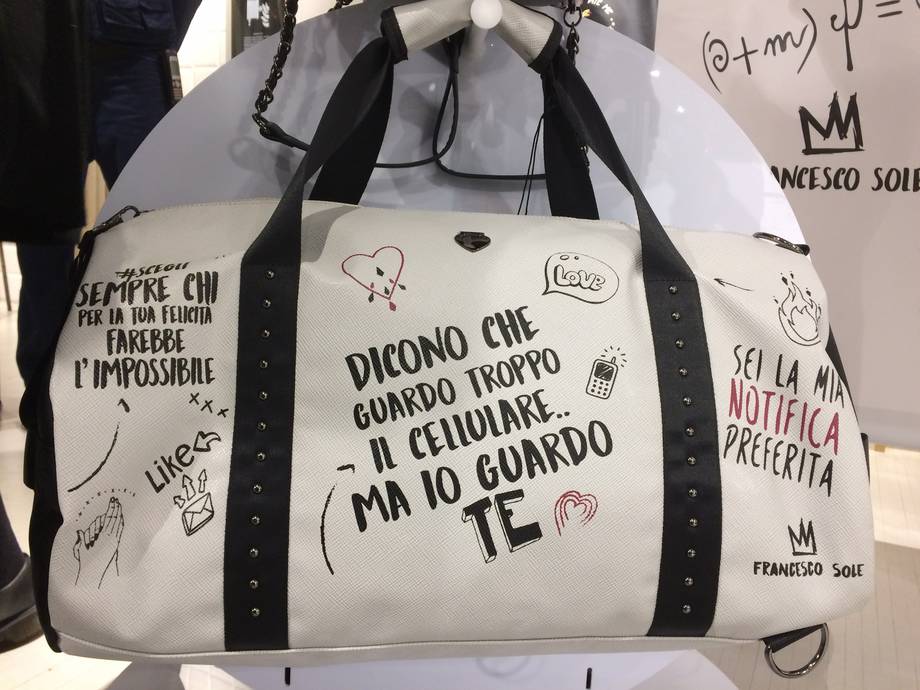 (∂+m)ψ=
FRANCESCO SOLE
#SCEGLI
SEMPRE CHI
PER LA TUA FELICITÀ
FAREBBE
L'IMPOSSIBILE
LIKE
LOVE
DICONO CHE
GUARDO TROPPO
IL CELLULARE..
MA IO GUARDO
TE
SEI LA MIA
NOTIFICA
PREFERITA
FRANCESCO SOLE